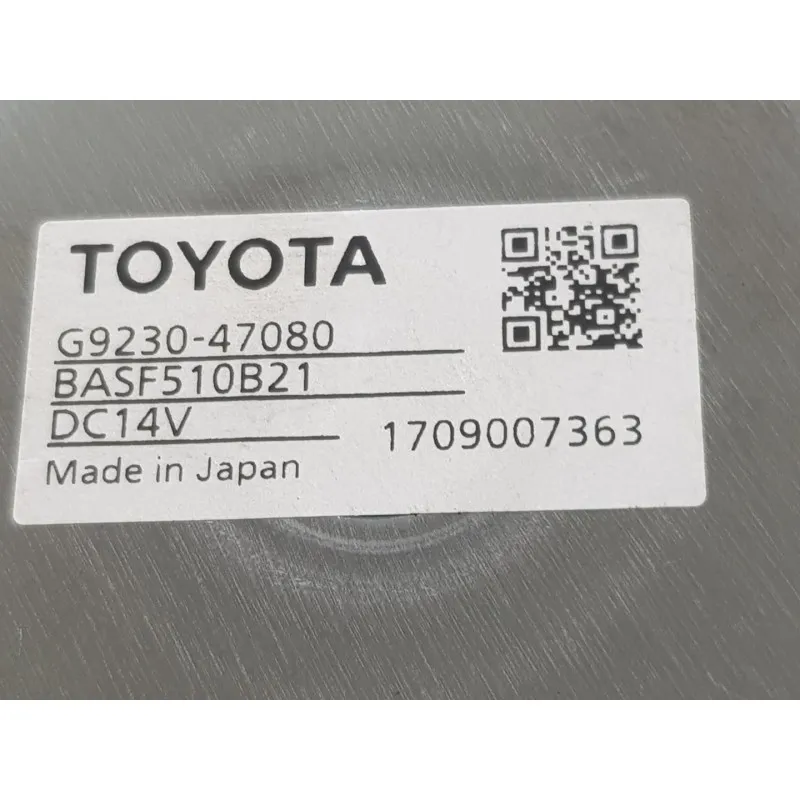 TOYOTA
G9230-47080
BASF510B21
DC14V
1709007363
Made in Japan